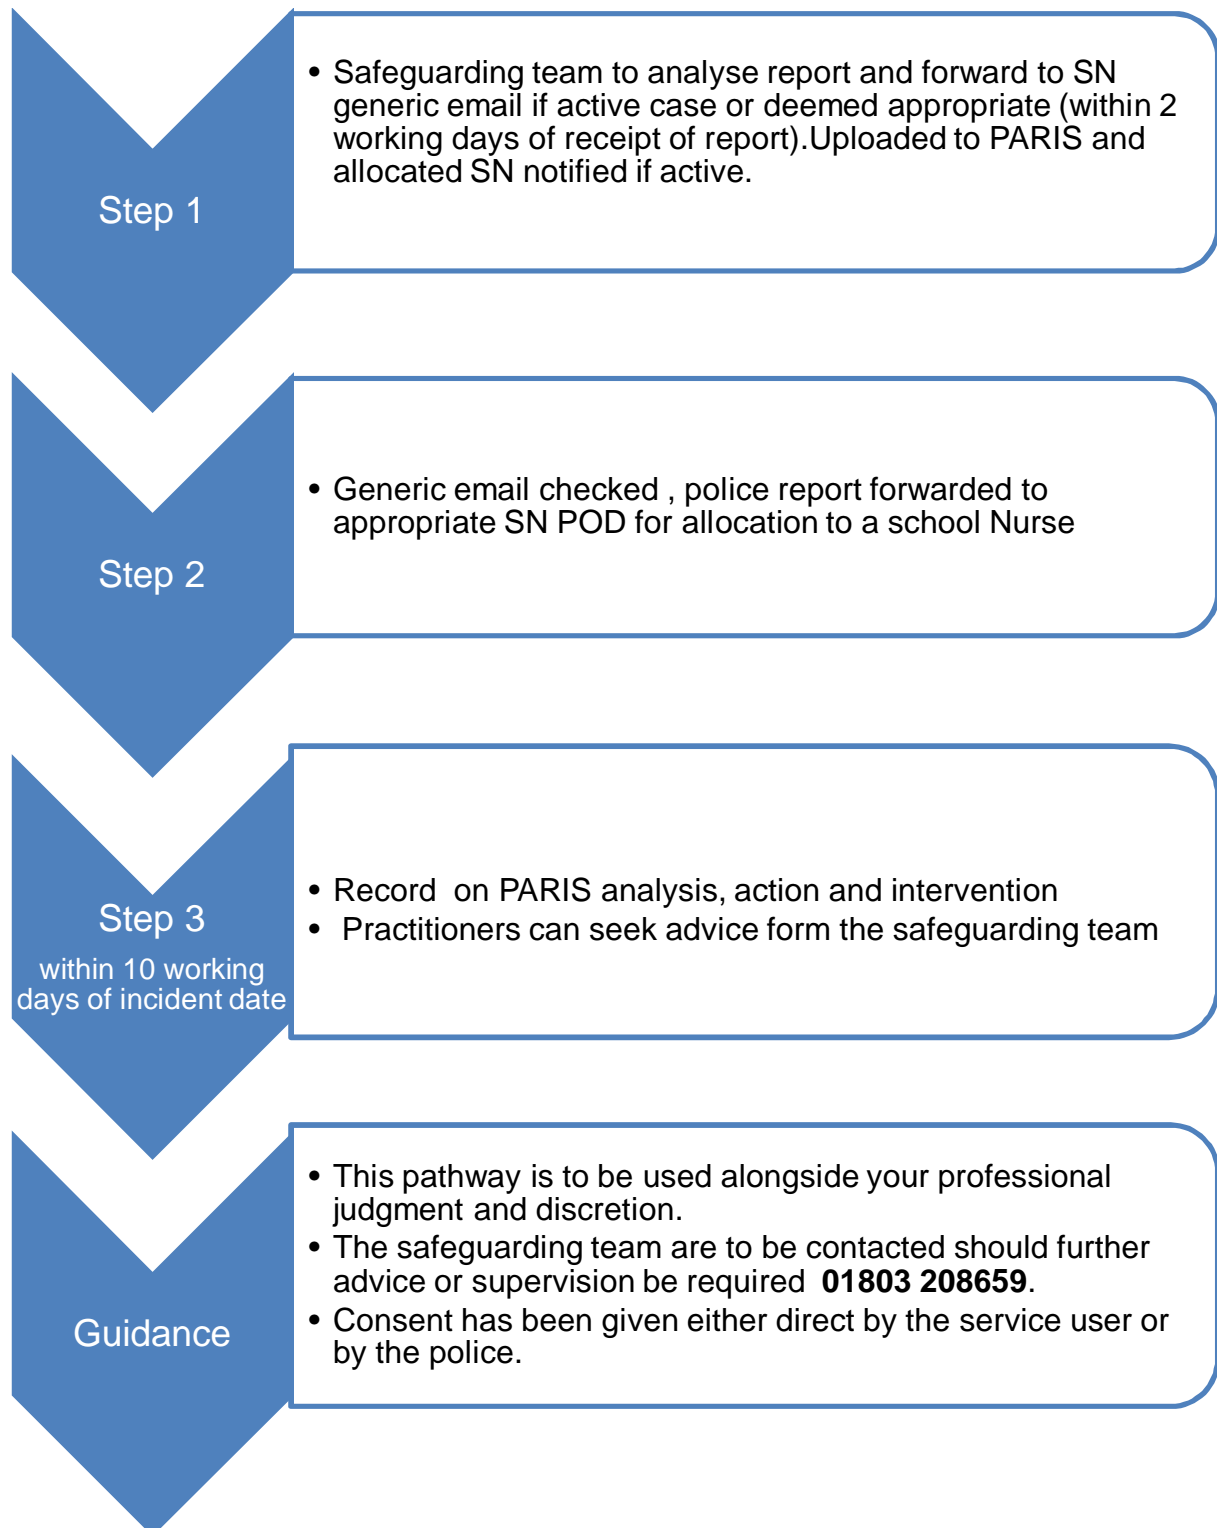 Step 1
• Safeguarding team to analyse report and forward to SN
generic email if active case or deemed appropriate (within 2
working days of receipt of report).Uploaded to PARIS and
allocated SN notified if active.
Step 2
• Generic email checked , police report forwarded to
appropriate SN POD for allocation to a school Nurse
Step 3
within 10 working
days of incident date
• Record  on PARIS analysis, action and intervention
•  Practitioners can seek advice form the safeguarding team
Guidance
• This pathway is to be used alongside your professional
judgment and discretion.
• The safeguarding team are to be contacted should further
advice or supervision be required  01803 208659.
• Consent has been given either direct by the service user or
by the police.